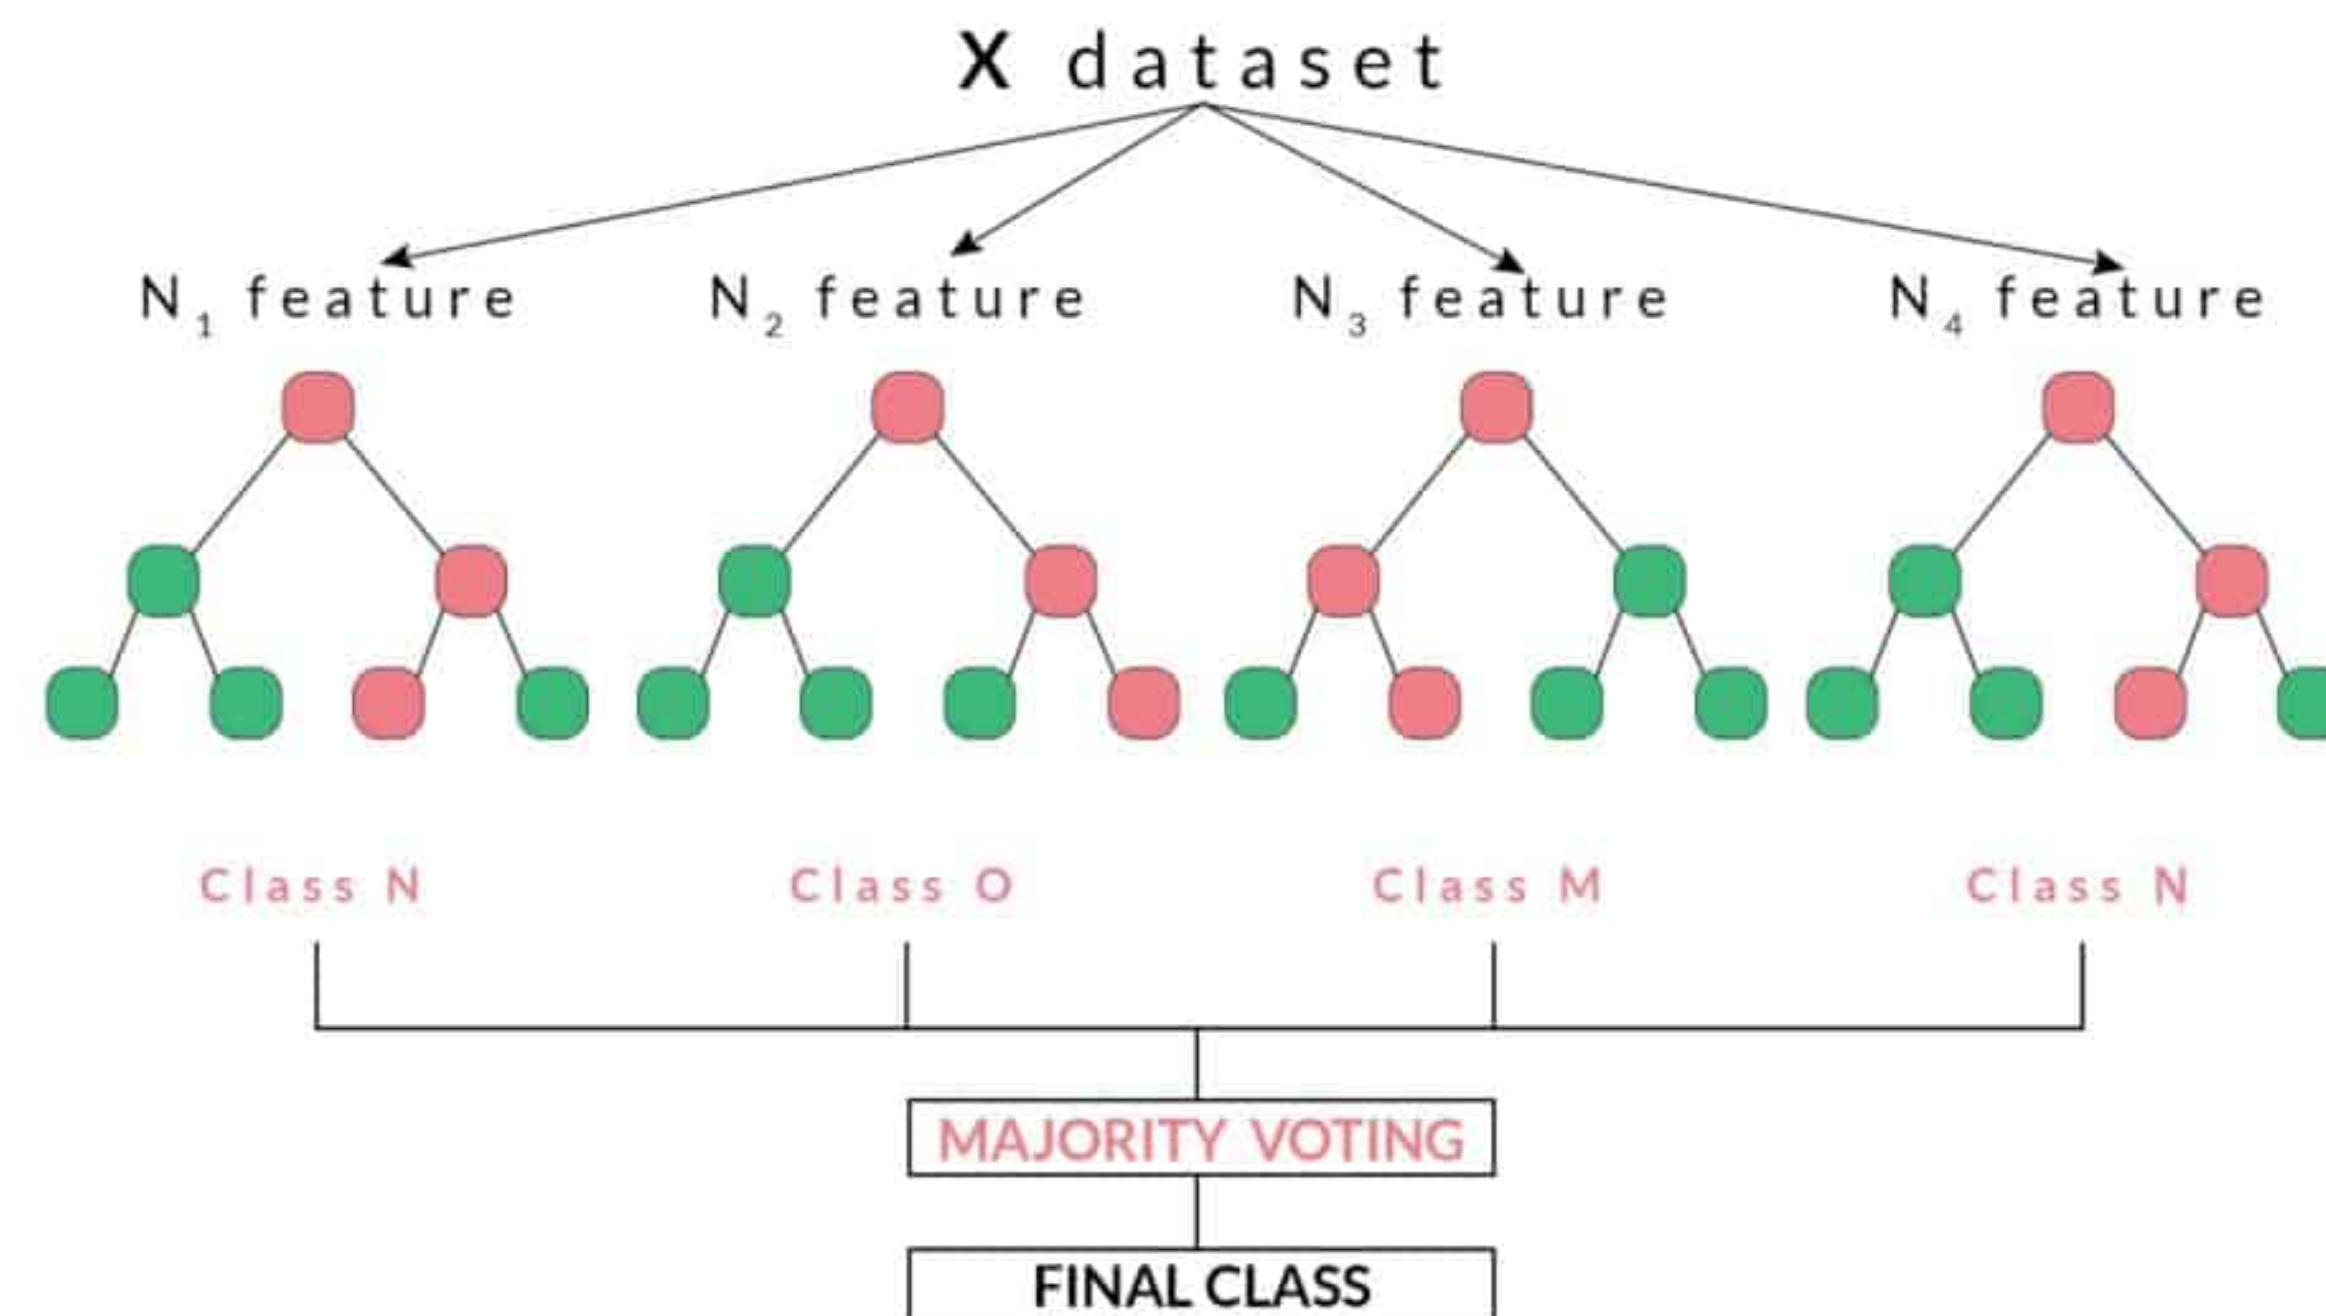 X dataset
N₁ feature N₂ feature N₃ feature N₄ feature
Class N Class O Class M Class N
MAJORITY VOTING
FINAL CLASS